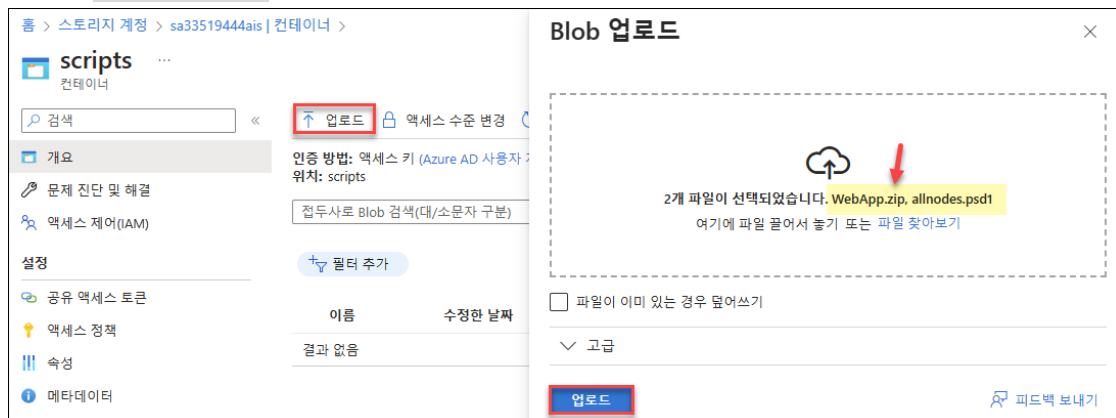 홈 > 스토리지 계정 > sa33519444ais | 컨테이너 >
scripts ...
컨테이너
검색
개요
문제 진단 및 해결
액세스 제어(IAM)
설정
공유 액세스 토큰
액세스 정책
속성
메타데이터
업로드 액세스 수준 변경
인증 방법: 액세스 키 (Azure AD 사용자
위치: scripts
접두사로 Blob 검색(대/소문자 구분)
필터 추가
이름 수정한 날짜
결과 없음
Blob 업로드
2개 파일이 선택되었습니다. WebApp.zip, allnodes.psd1
여기에 파일 끌어서 놓기 또는 파일 찾아보기
파일이 이미 있는 경우 덮어쓰기
고급
업로드
피드백 보내기